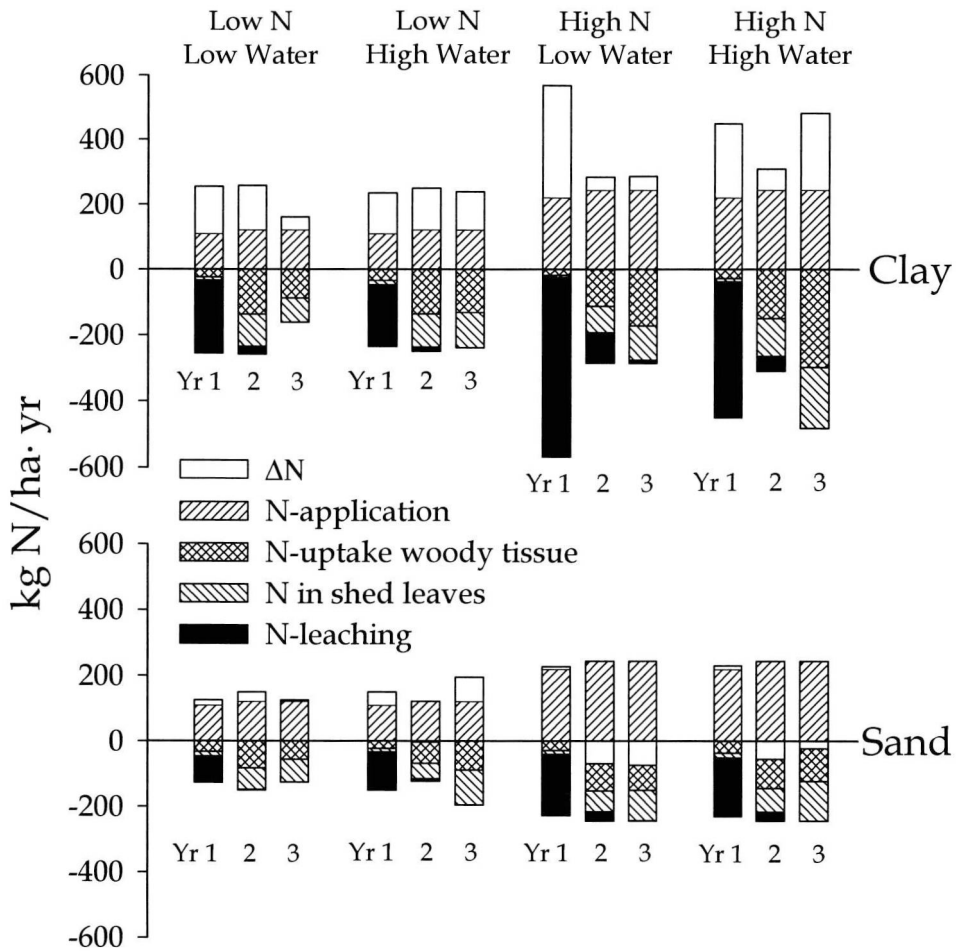 Low N
Low Water
Low N
High Water
High N
Low Water
High N
High Water
kg N/ha· yr
600
400
200
0
-200
-400
-600
Clay
Yr 1 2 3
Yr 1 2 3
Yr 1 2 3
Yr 1 2 3
ΔN
N-application
N-uptake woody tissue
N in shed leaves
N-leaching
600
400
200
0
-200
-400
-600
Sand
Yr 1 2 3
Yr 1 2 3
Yr 1 2 3
Yr 1 2 3